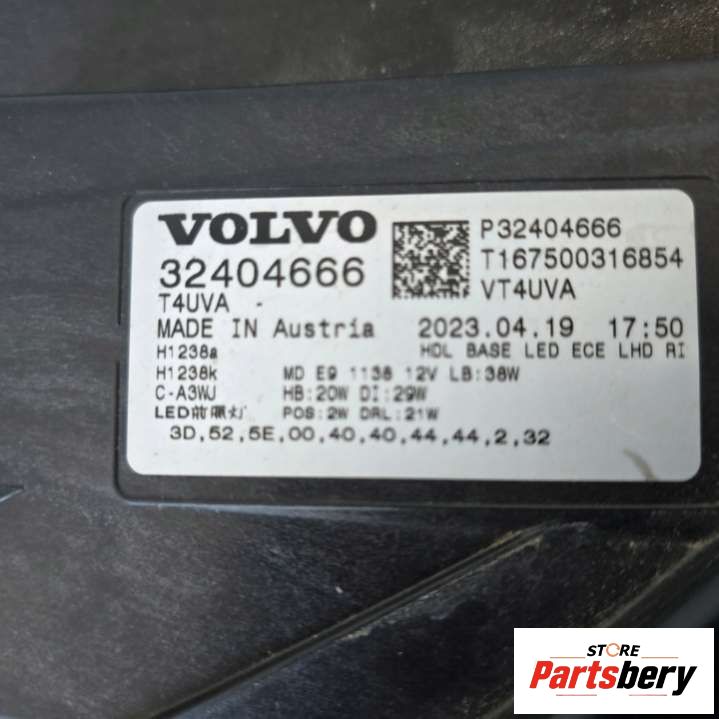 VOLVO
32404666
T4UVA -
P32404666
T167500316854
VT4UVA
MADE IN Austria 2023.04.19 17:50
H1238a HDL BASE LED ECE LHD RI
H1238k MD E9 1138 12V LB:38W
C-A3WJ HB:20W DI:29W
LED前照灯 POS:2W DRL:21W
3D,52,5E,00,40,40,44,44,2,32
STORE
Partsbery